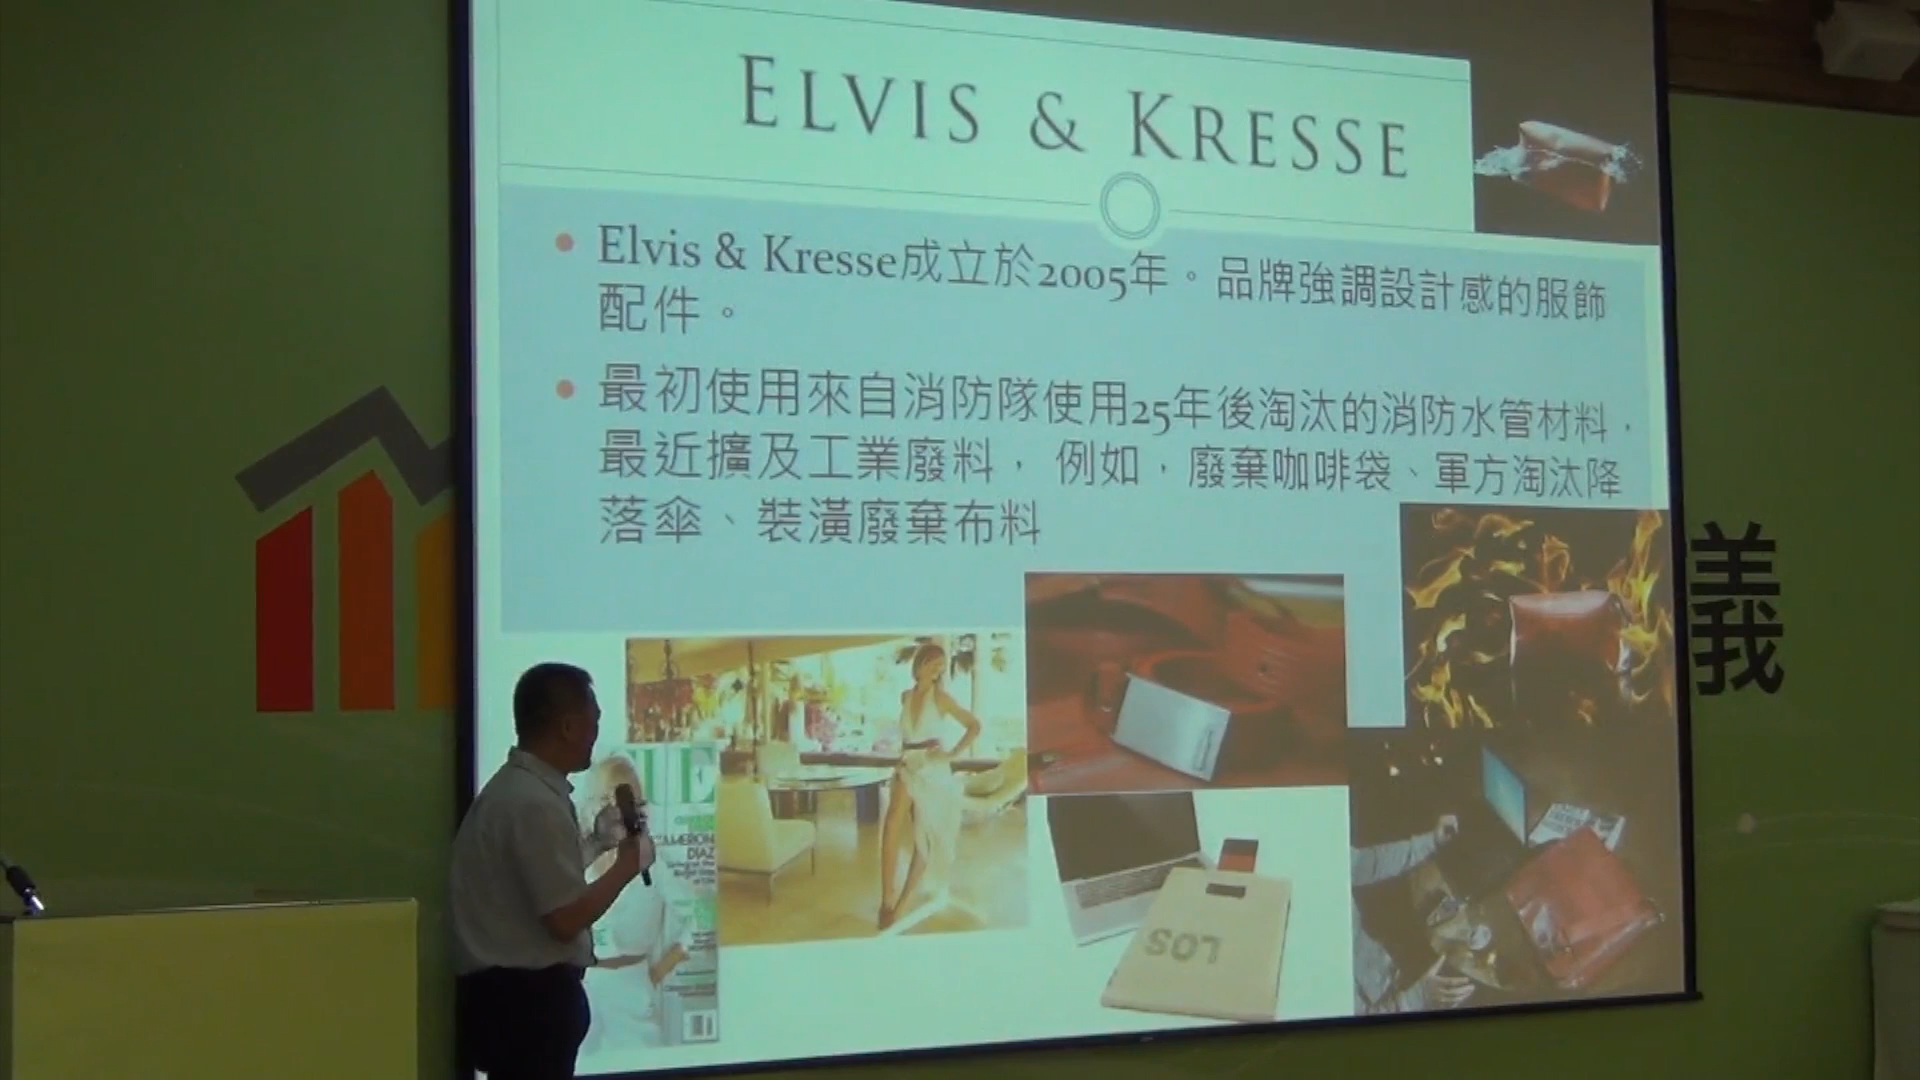 ELVIS & KRESSE
Elvis & Kresse成立於2005年。品牌強調設計感的服飾
配件。
最初使用來自消防隊使用25年後淘汰的消防水管材料，
最近擴及工業廢料， 例如，廢棄咖啡袋、軍方淘汰降
落傘、裝潢廢棄布料
義
CAMERON
DIAZ
LOS